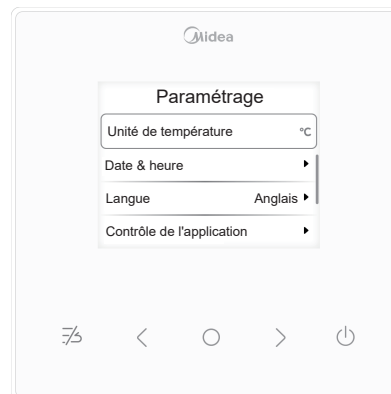 Midea
Paramétrage
Unité de température °C
Date & heure
Langue Anglais
Contrôle de l'application